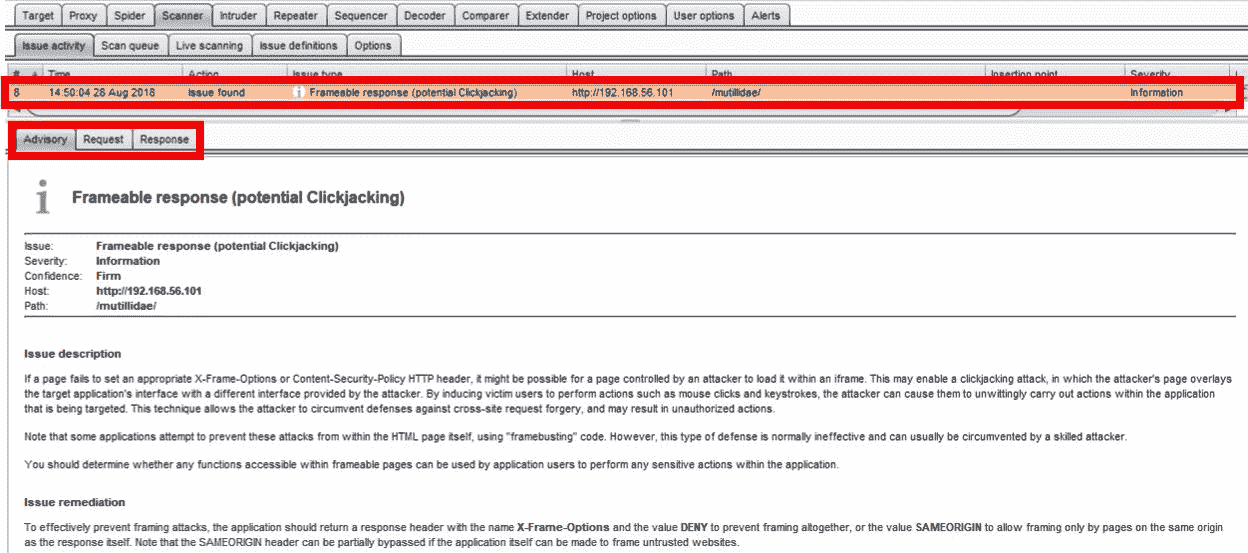 Target Proxy Spider Scanner Intruder Repeater Sequencer Decoder Comparer Extender Project options User options Alerts
Issue activity Scan queue Live scanning Issue definitions Options
# Time Action Issue type Host Path Insertion point Severity
8 14:50:04 28 Aug 2018 Issue found Frameable response (potential Clickjacking) http://192.168.56.101 /mutillidae/ Information
Advisory Request Response
Frameable response (potential Clickjacking)
Issue: Frameable response (potential Clickjacking)
Severity: Information
Confidence: Firm
Host: http://192.168.56.101
Path: /mutillidae/
Issue description
If a page fails to set an appropriate X-Frame-Options or Content-Security-Policy HTTP header, it might be possible for a page controlled by an attacker to load it within an iframe. This may enable a clickjacking attack, in which the attacker's page overlays
the target application's interface with a different interface provided by the attacker. By inducing victim users to perform actions such as mouse clicks and keystrokes, the attacker can cause them to unwittingly carry out actions within the application
that is being targeted. This technique allows the attacker to circumvent defenses against cross-site request forgery, and may result in unauthorized actions.
Note that some applications attempt to prevent these attacks from within the HTML page itself, using "framebusting" code. However, this type of defense is normally ineffective and can usually be circumvented by a skilled attacker.
You should determine whether any functions accessible within frameable pages can be used by application users to perform any sensitive actions within the application.
Issue remediation
To effectively prevent framing attacks, the application should return a response header with the name X-Frame-Options and the value DENY to prevent framing altogether, or the value SAMEORIGIN to allow framing only by pages on the same origin
as the response itself. Note that the SAMEORIGIN header can be partially bypassed if the application itself can be made to frame untrusted websites.